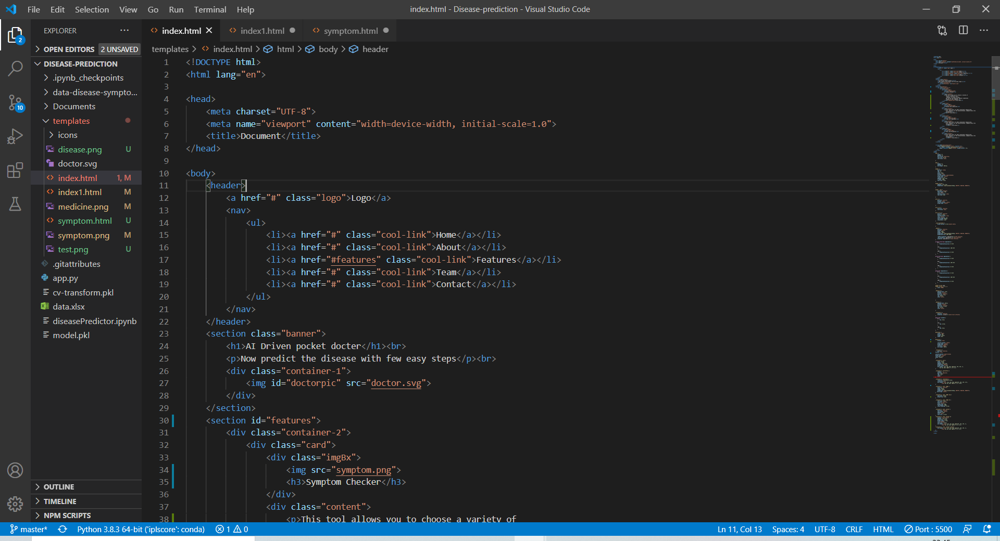 File Edit Selection View Go Run Terminal Help
index.html - Disease-prediction - Visual Studio Code
EXPLORER
index.html
index1.html
symptom.html
OPEN EDITORS 2 UNSAVED
templates > index.html > html > body > header
DISEASE-PREDICTION
.ipynb_checkpoints
data-disease-sympto...
Documents
templates
icons
disease.png U
doctor.svg
index.html 1, M
index1.html M
medicine.png M
symptom.html U
symptom.png M
test.png U
.gitattributes
app.py
cv-transform.pkl
data.xlsx
diseasePredictor.ipynb
model.pkl
OUTLINE
TIMELINE
NPM SCRIPTS
2
10
1 <!DOCTYPE html>
2 <html lang="en">
3
4 <head>
5 <meta charset="UTF-8">
6 <meta name="viewport" content="width=device-width, initial-scale=1.0">
7 <title>Document</title>
8 </head>
9
10 <body>
11 <header>
12 <a href="#" class="logo">Logo</a>
13 <nav>
14 <ul>
15 <li><a href="#" class="cool-link">Home</a></li>
16 <li><a href="#" class="cool-link">About</a></li>
17 <li><a href="#features" class="cool-link">Features</a></li>
18 <li><a href="#" class="cool-link">Team</a></li>
19 <li><a href="#" class="cool-link">Contact</a></li>
20 </ul>
21 </nav>
22 </header>
23 <section class="banner">
24 <h1>AI Driven pocket docter</h1><br>
25 <p>Now predict the disease with few easy steps</p><br>
26 <div class="container-1">
27 <img id="doctorpic" src="doctor.svg">
28 </div>
29 </section>
30 <section id="features">
31 <div class="container-2">
32 <div class="card">
33 <div class="imgBx">
34 <img src="symptom.png">
35 <h3>Symptom Checker</h3>
36 </div>
37 <div class="content">
38 <p>This tool allows you to choose a variety of
master* Python 3.8.3 64-bit ('iplscore': conda) 1 0
Ln 11, Col 13 Spaces: 4 UTF-8 CRLF HTML Port : 5500